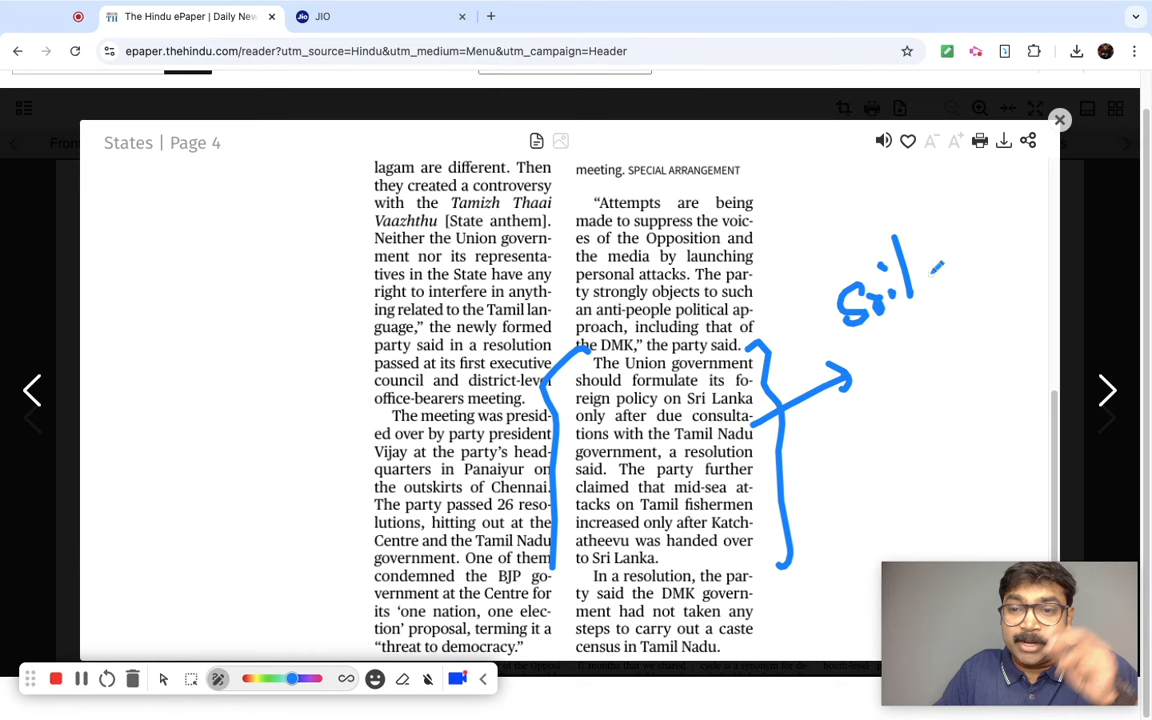 The Hindu ePaper | Daily New
JIO
epaper.thehindu.com/reader?utm_source=Hindu&utm_medium=Menu&utm_campaign=Header
States | Page 4
A- A+
lagam are different. Then
they created a controversy
with the Tamizh Thaai
Vaazhthu [State anthem].
Neither the Union govern-
ment nor its representa-
tives in the State have any
right to interfere in anyth-
ing related to the Tamil lan-
guage,” the newly formed
party said in a resolution
passed at its first executive
council and district-level
office-bearers meeting.
The meeting was presid-
ed over by party president
Vijay at the party’s head-
quarters in Panaiyur on
the outskirts of Chennai.
The party passed 26 reso-
lutions, hitting out at the
Centre and the Tamil Nadu
government. One of them
condemned the BJP go-
vernment at the Centre for
its ‘one nation, one elec-
tion’ proposal, terming it a
“threat to democracy.”
meeting. SPECIAL ARRANGEMENT
“Attempts are being
made to suppress the voic-
es of the Opposition and
the media by launching
personal attacks. The par-
ty strongly objects to such
an anti-people political ap-
proach, including that of
the DMK,” the party said.
The Union government
should formulate its fo-
reign policy on Sri Lanka
only after due consulta-
tions with the Tamil Nadu
government, a resolution
said. The party further
claimed that mid-sea at-
tacks on Tamil fishermen
increased only after Katch-
atheevu was handed over
to Sri Lanka.
In a resolution, the par-
ty said the DMK govern-
ment had not taken any
steps to carry out a caste
census in Tamil Nadu.
Sri